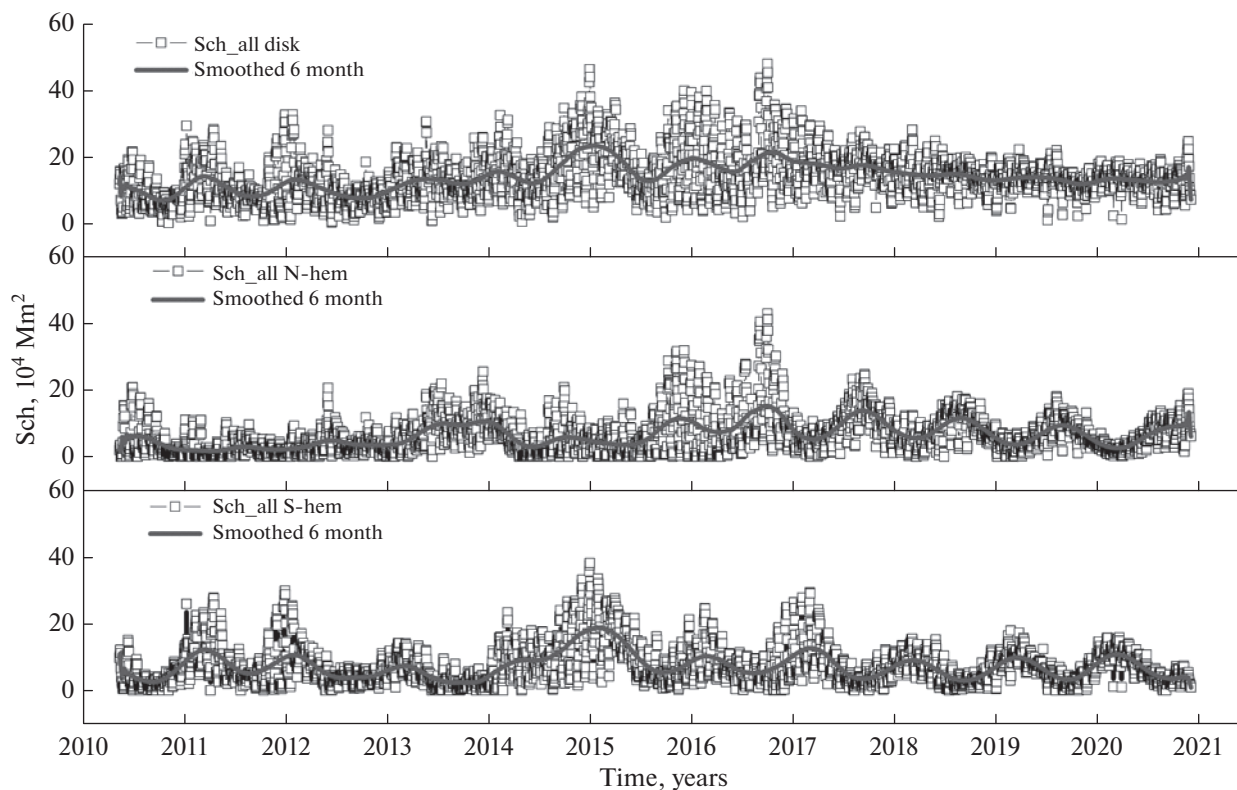 60
Sch_all disk
Smoothed 6 month
40
20
0
60
Sch_all N-hem
Smoothed 6 month
40
20
0
60
Sch_all S-hem
Smoothed 6 month
40
20
0
Sch, 10⁴ Mm²
2010 2011 2012 2013 2014 2015 2016 2017 2018 2019 2020 2021
Time, years